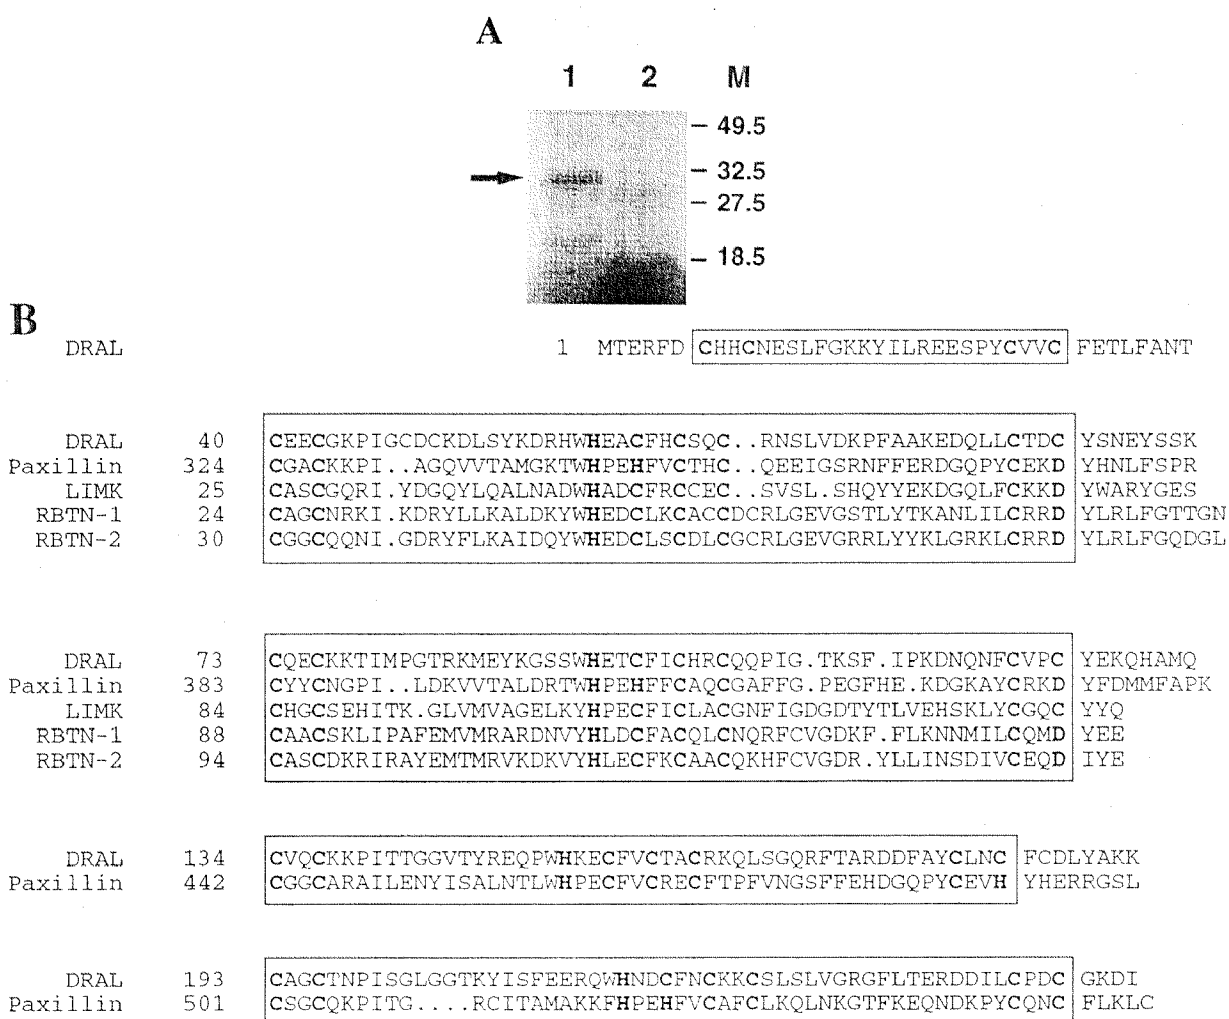 A
1 2 M
– 49.5
– 32.5
– 27.5
– 18.5
B
DRAL 1 MTERFD CHHCNESLFGKKYILREESPYCVVC FETLFANT
DRAL 40 CEECGKPIGCDCKDLSYKDRHWHEACFHCSQC..RNSLVDKPFAAKEDQLLCTDC YSNEYSSK
Paxillin 324 CGACKKPI..AGQVVTAMGKTWHPEHFVCTHC..QEEIGSRNFFERDGQPYCEKD YHNLFSPR
LIMK 25 CASCGQRI.YDGQYLQALNADWHADCFRCCEC..SVSL.SHQYYEKDGQLFCKKD YWARYGES
RBTN-1 24 CAGCNRKI.KDRYLLKALDKYWHEDCLKCACCDCRLGEVGSTLYTKANLILCRRD YLRLFGTTGN
RBTN-2 30 CGGCQQNI.GDRYFLKAIDQYWHEDCLSCDLCGCRLGEVGRRLYYKLGRKLCRRD YLRLFGQDGL
DRAL 73 CQECKKTIMPGTRKMEYKGSSWHETCFICHRCQQPIG.TKSF.IPKDNQNFCVPC YEKQHAMQ
Paxillin 383 CYYCNGPI..LDKVVTALDRTWHPEHFFCAQCGAFFG.PEGFHE.KDGKAYCRKD YFDMMFAPK
LIMK 84 CHGCSEHITK.GLVMVAGELKYHPECFICLACGNFIGDGDTYTLVEHSKLYCGQC YYQ
RBTN-1 88 CAACSKLIPAFEMVMRARDNVYHLDCFACQLCNQRFCVGDKF.FLKNNMILCQMD YEE
RBTN-2 94 CASCDKRIRAYEMTMRVKDKVYHLECFKCAACQKHFCVGDR.YLLINSDIVCEQD IYE
DRAL 134 CVQCKKPITTGGVTYREQPWHKECFVCTACRKQLSGQRFTARDDFAYCLNC FCDLYAKK
Paxillin 442 CGGCARAILENYISALNTLWHPECFVCRECFTPFVNGSFFEHDGQPYCEVH YHERRGSL
DRAL 193 CAGCTNPISGLGGTKYISFEERQWHNDCFNCKKCSLSLVGRGFLTERDDILCPDC GKDI
Paxillin 501 CSGCQKPITG....RCITAMAKKFHPEHFVCAFCLKQLNKGTFKEQNDKPYCQNC FLKLC